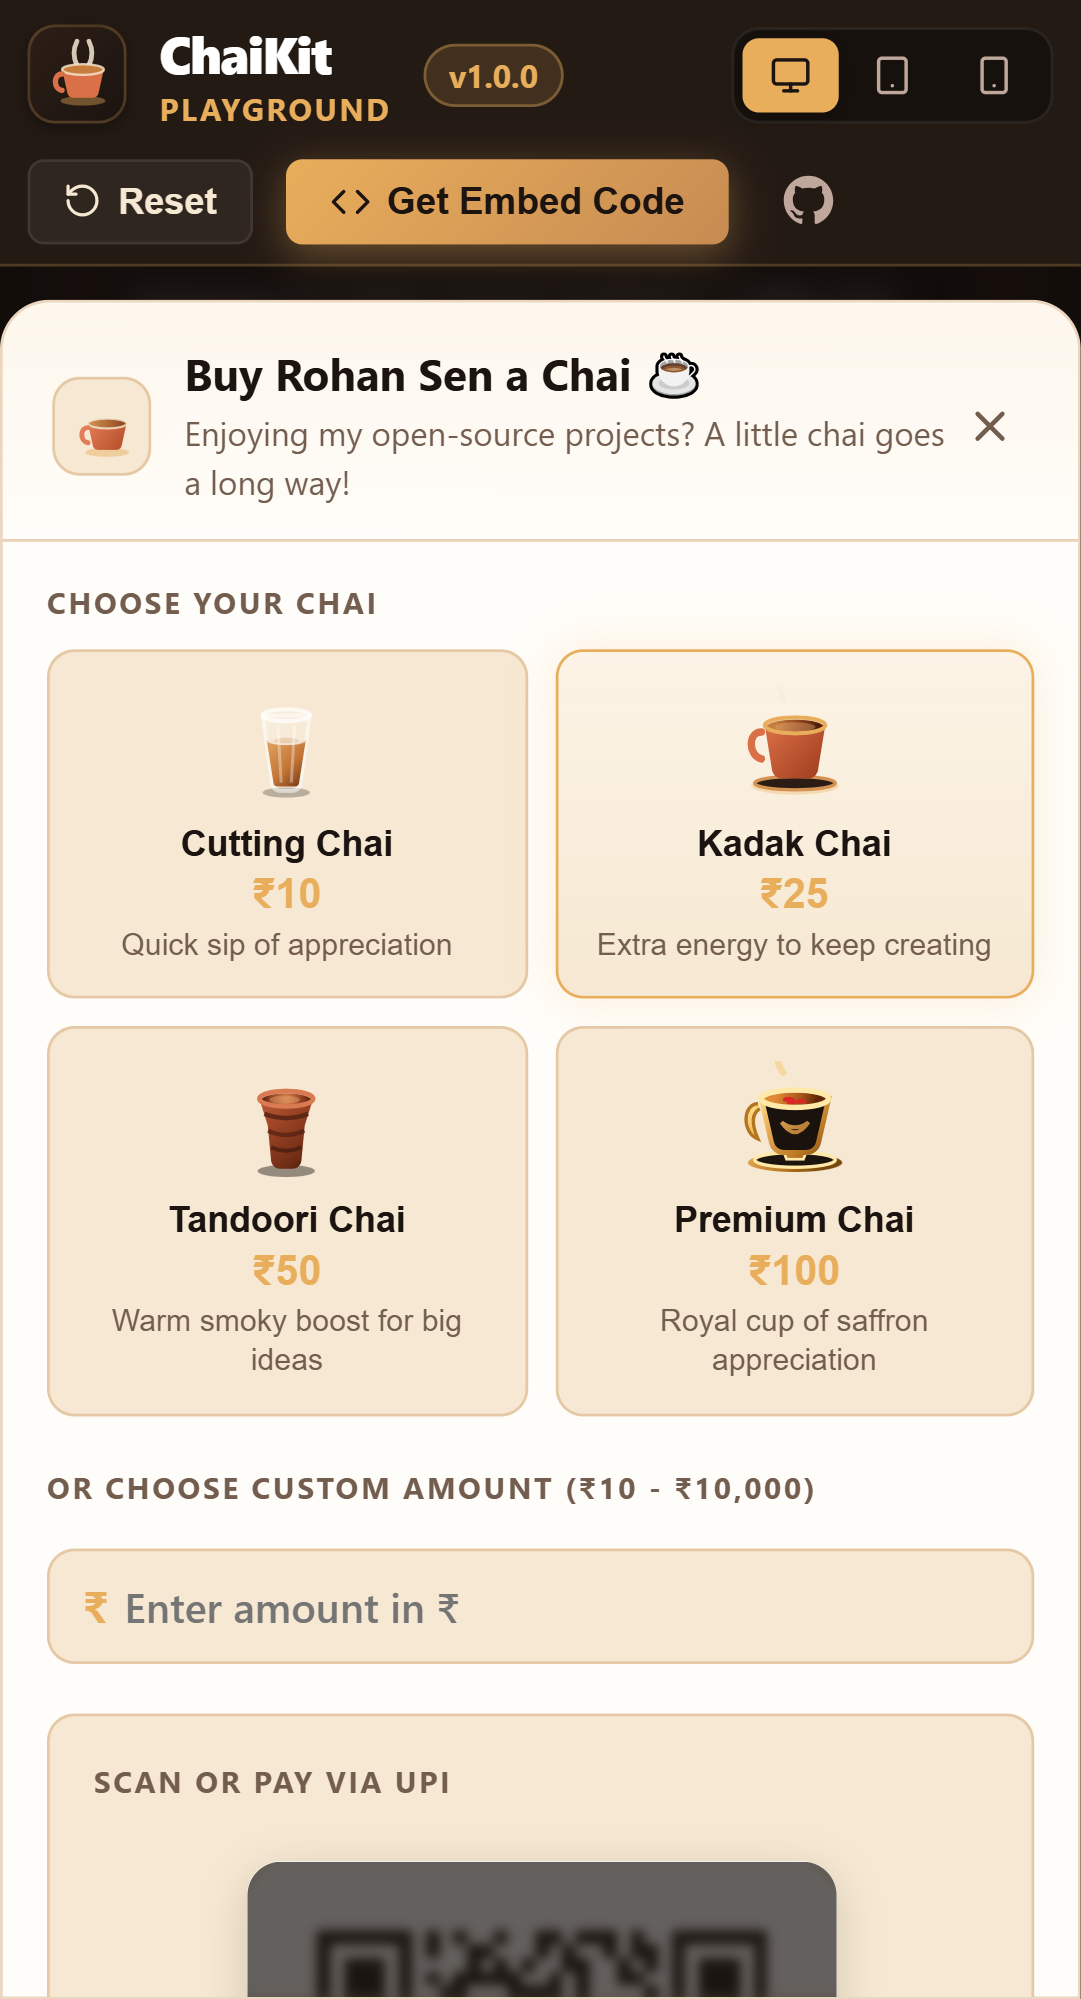 ChaiKit
PLAYGROUND
v1.0.0
Reset
Get Embed Code
Buy Rohan Sen a Chai ☕
Enjoying my open-source projects? A little chai goes
a long way!
CHOOSE YOUR CHAI
Cutting Chai
₹10
Quick sip of appreciation
Kadak Chai
₹25
Extra energy to keep creating
Tandoori Chai
₹50
Warm smoky boost for big
ideas
Premium Chai
₹100
Royal cup of saffron
appreciation
OR CHOOSE CUSTOM AMOUNT (₹10 - ₹10,000)
₹ Enter amount in ₹
SCAN OR PAY VIA UPI